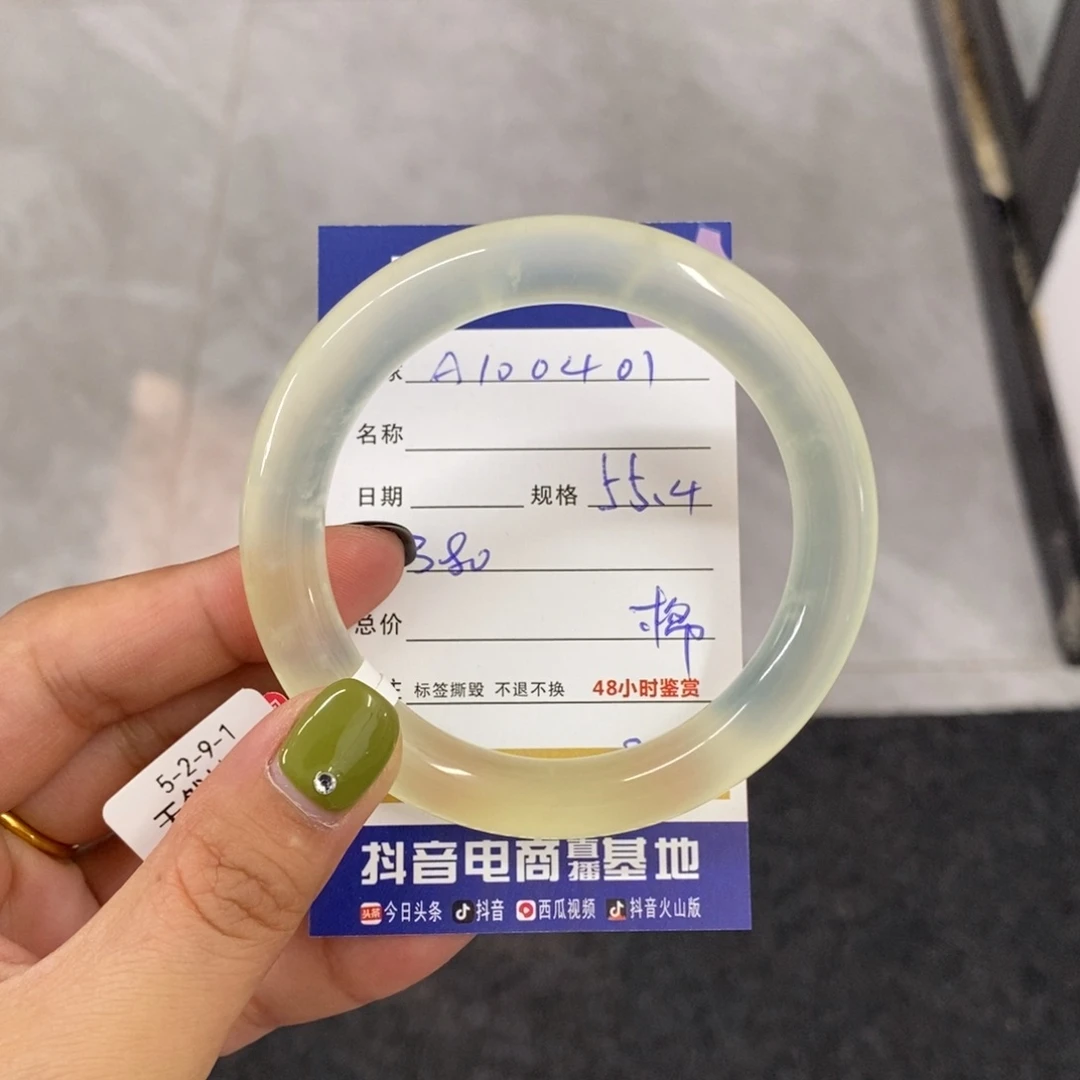 A100401
名称
日期 规格 55.4
380
总价 棉
标签撕毁 不退不换 48小时鉴赏
5-2-9-1
抖音电商直播基地
头条 今日头条 抖音 西瓜视频 抖音火山版